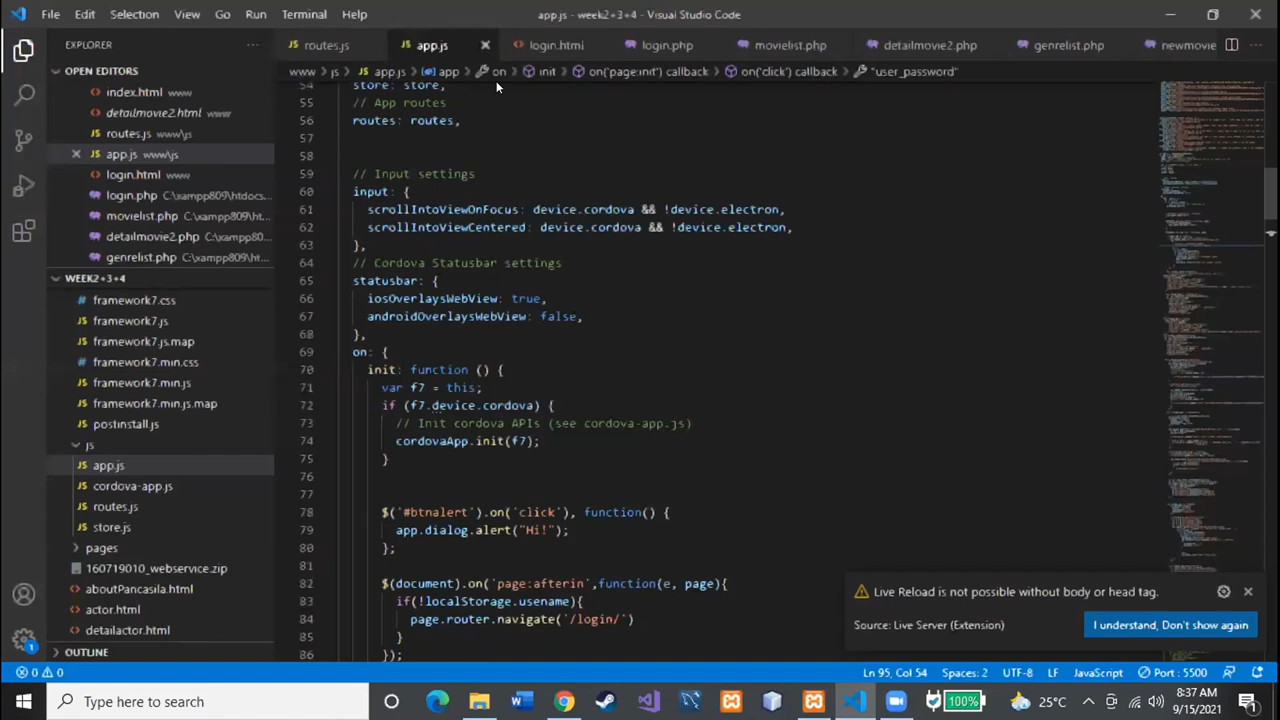 File Edit Selection View Go Run Terminal Help app.js - week2+3+4 - Visual Studio Code
EXPLORER
routes.js app.js login.html login.php movielist.php detailmovie2.php genrelist.php newmovie
OPEN EDITORS
www > js > app.js > app > on > init > on('page:init') callback > on('click') callback > "user_password"
index.html www
detailmovie2.html www
routes.js www\js
app.js www\js
login.html www
login.php C:\xampp809\htdocs...
movielist.php C:\xampp809\h...
detailmovie2.php C:\xampp80...
genrelist.php C:\xampp809\ht...
WEEK2+3+4
framework7.css
framework7.js
framework7.js.map
framework7.min.css
framework7.min.js
framework7.min.js.map
postinstall.js
js
app.js
cordova-app.js
routes.js
store.js
pages
160719010_webservice.zip
aboutPancasila.html
actor.html
detailactor.html
OUTLINE
54 store: store,
55 // App routes
56 routes: routes,
57
58
59 // Input settings
60 input: {
61 scrollIntoViewOnFocus: device.cordova && !device.electron,
62 scrollIntoViewCentered: device.cordova && !device.electron,
63 },
64 // Cordova Statusbar settings
65 statusbar: {
66 iosOverlaysWebView: true,
67 androidOverlaysWebView: false,
68 },
69 on: {
70 init: function () {
71 var f7 = this;
72 if (f7.device.cordova) {
73 // Init cordova APIs (see cordova-app.js)
74 cordovaApp.init(f7);
75 }
76
77
78 $('#btnalert').on('click'), function() {
79 app.dialog.alert("Hi!");
80 };
81
82 $(document).on('page:afterin',function(e, page){
83 if(!localStorage.usename){
84 page.router.navigate('/login/')
85 }
86 });
Live Reload is not possible without body or head tag.
Source: Live Server (Extension) I understand, Don't show again
0 0 Ln 95, Col 54 Spaces: 2 UTF-8 LF JavaScript Port : 5500
1
Type here to search
100% 25°C 8:37 AM
9/15/2021
1